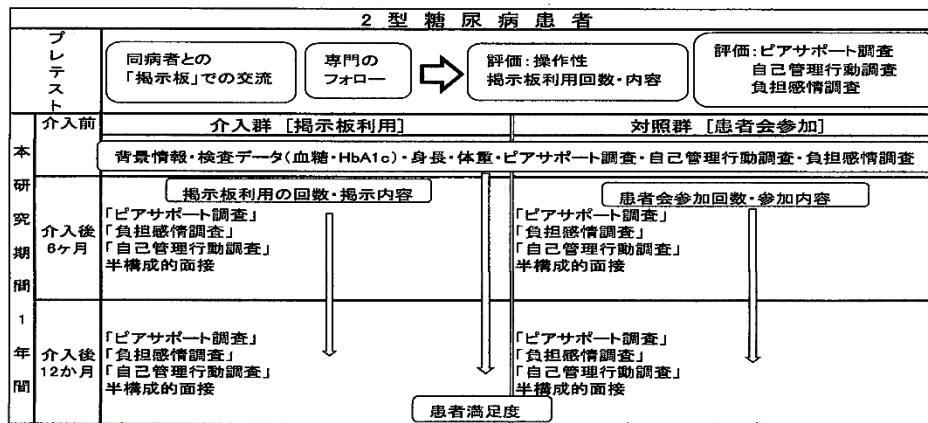 2型糖尿病患者
プレテスト
同病者との
「掲示板」での交流
専門の
フォロー
評価:操作性
掲示板利用回数・内容
評価:ピアサポート調査
自己管理行動調査
負担感情調査
本研究期間1年間
介入前
介入群 [掲示板利用]
対照群 [患者会参加]
背景情報・検査データ(血糖・HbA1c)・身長・体重・ピアサポート調査・自己管理行動調査・負担感情調査
掲示板利用の回数・掲示内容
患者会参加回数・参加内容
介入後
6ケ月
「ピアサポート調査」
「負担感情調査」
「自己管理行動調査」
半構成的面接
「ピアサポート調査」
「負担感情調査」
「自己管理行動調査」
半構成的面接
介入後
12か月
「ピアサポート調査」
「負担感情調査」
「自己管理行動調査」
半構成的面接
「ピアサポート調査」
「負担感情調査」
「自己管理行動調査」
半構成的面接
患者満足度